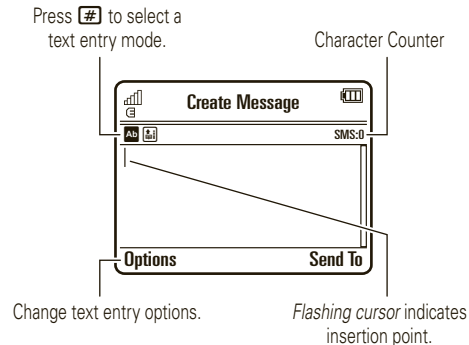 Press # to select a
text entry mode.
Character Counter
Create Message
Ab
SMS:0
Options
Send To
Change text entry options.
Flashing cursor indicates
insertion point.